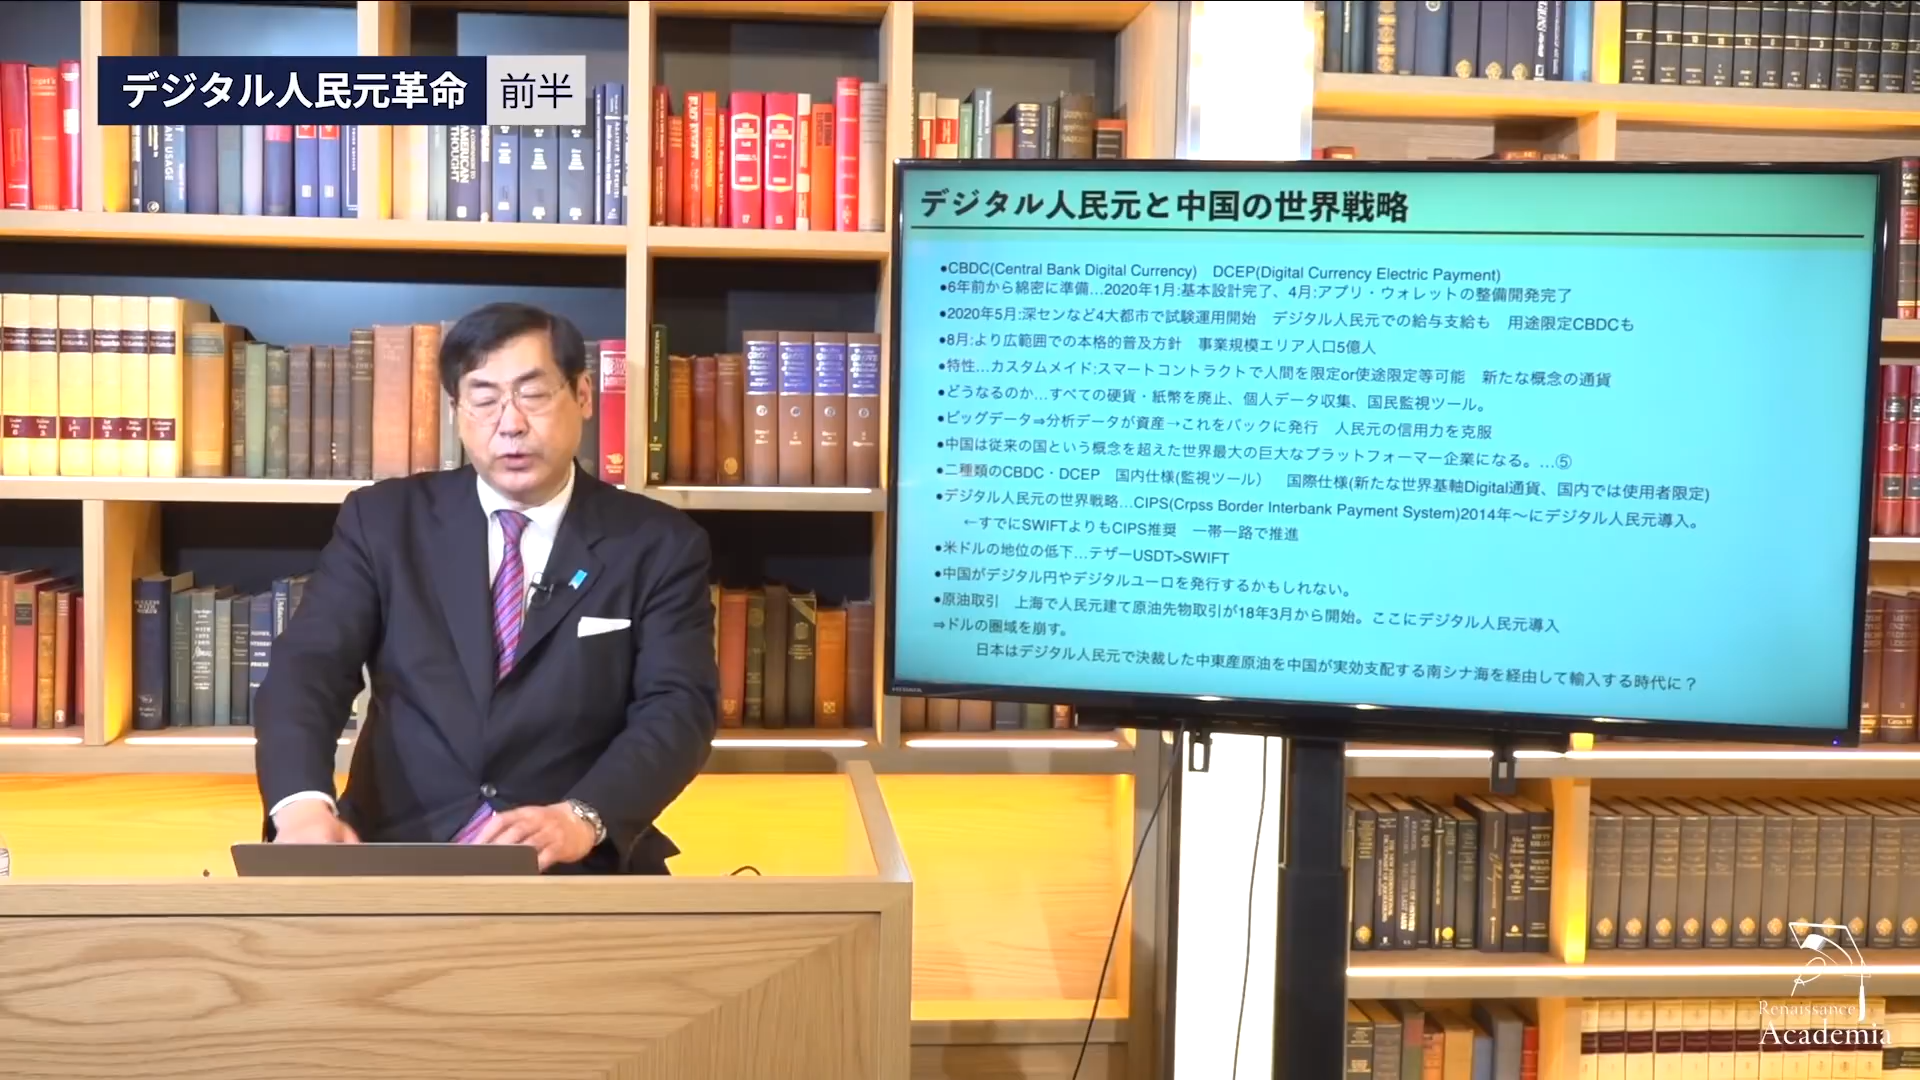 デジタル人民元革命 前半
デジタル人民元と中国の世界戦略
●CBDC(Central Bank Digital Currency) DCEP(Digital Currency Electric Payment)
●6年前から綿密に準備…2020年1月:基本設計完了、4月:アプリ・ウォレットの整備開発完了
●2020年5月:深センなど4大都市で試験運用開始 デジタル人民元での給与支給も 用途限定CBDCも
●8月:より広範囲での本格的普及方針 事業規模エリア人口5億人
●特性…カスタムメイド:スマートコントラクトで人間を限定or使途限定等可能 新たな概念の通貨
●どうなるのか…すべての硬貨・紙幣を廃止、個人データ収集、国民監視ツール。
●ビッグデータ⇒分析データが資産→これをバックに発行 人民元の信用力を克服
●中国は従来の国という概念を超えた世界最大の巨大なプラットフォーマー企業になる。…⑤
●二種類のCBDC・DCEP 国内仕様(監視ツール) 国際仕様(新たな世界基軸Digital通貨、国内では使用者限定)
●デジタル人民元の世界戦略…CIPS(Crpss Border Interbank Payment System)2014年〜にデジタル人民元導入。
←すでにSWIFTよりもCIPS推奨 一帯一路で推進
●米ドルの地位の低下…テザーUSDT>SWIFT
●中国がデジタル円やデジタルユーロを発行するかもしれない。
●原油取引 上海で人民元建て原油先物取引が18年3月から開始。ここにデジタル人民元導入
⇒ドルの圏域を崩す。
日本はデジタル人民元で決裁した中東産原油を中国が実効支配する南シナ海を経由して輸入する時代に？
AMERICAN
THOUGHT
Renaissance
Academia